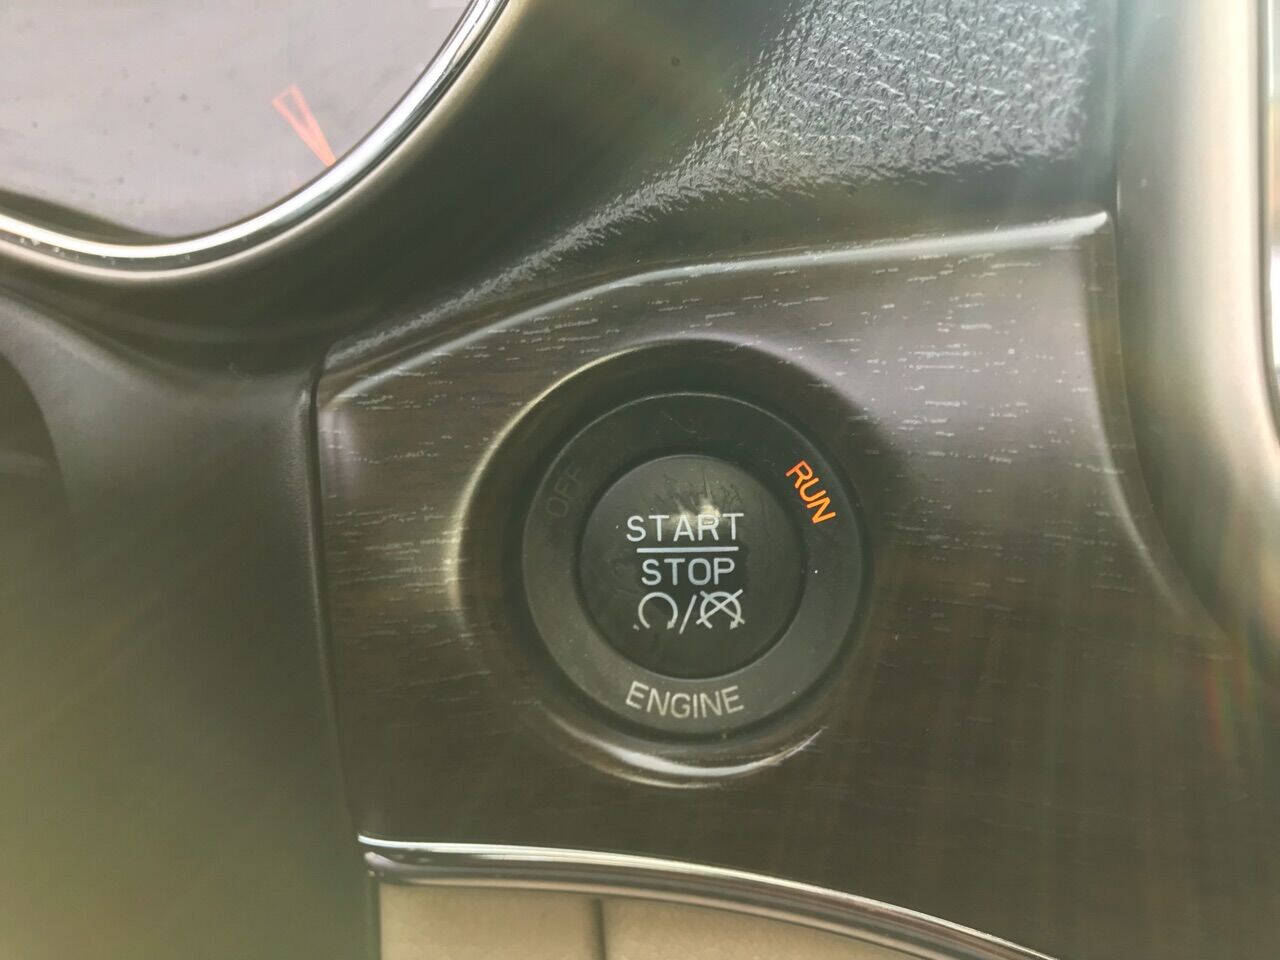 OFF
RUN
START
STOP
/
ENGINE